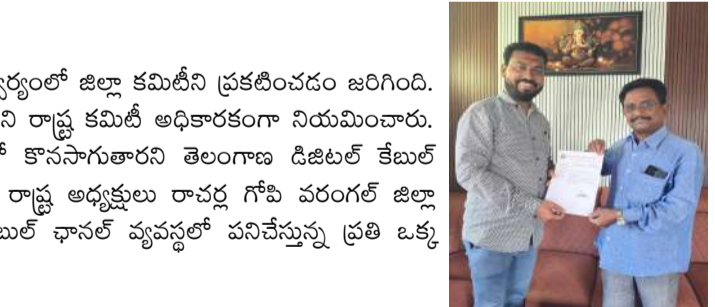 జిల్లా కమిటీని ప్రకటించడం జరిగింది.
రాష్ట్ర కమిటీ అధికారకంగా నియమించారు.
కొనసాగుతారని తెలంగాణ డిజిటల్ కేబుల్
రాష్ట్ర అధ్యక్షులు రాచర్ల గోపి వరంగల్ జిల్లా
ఛానల్ వ్యవస్థలో పనిచేస్తున్న ప్రతి ఒక్క